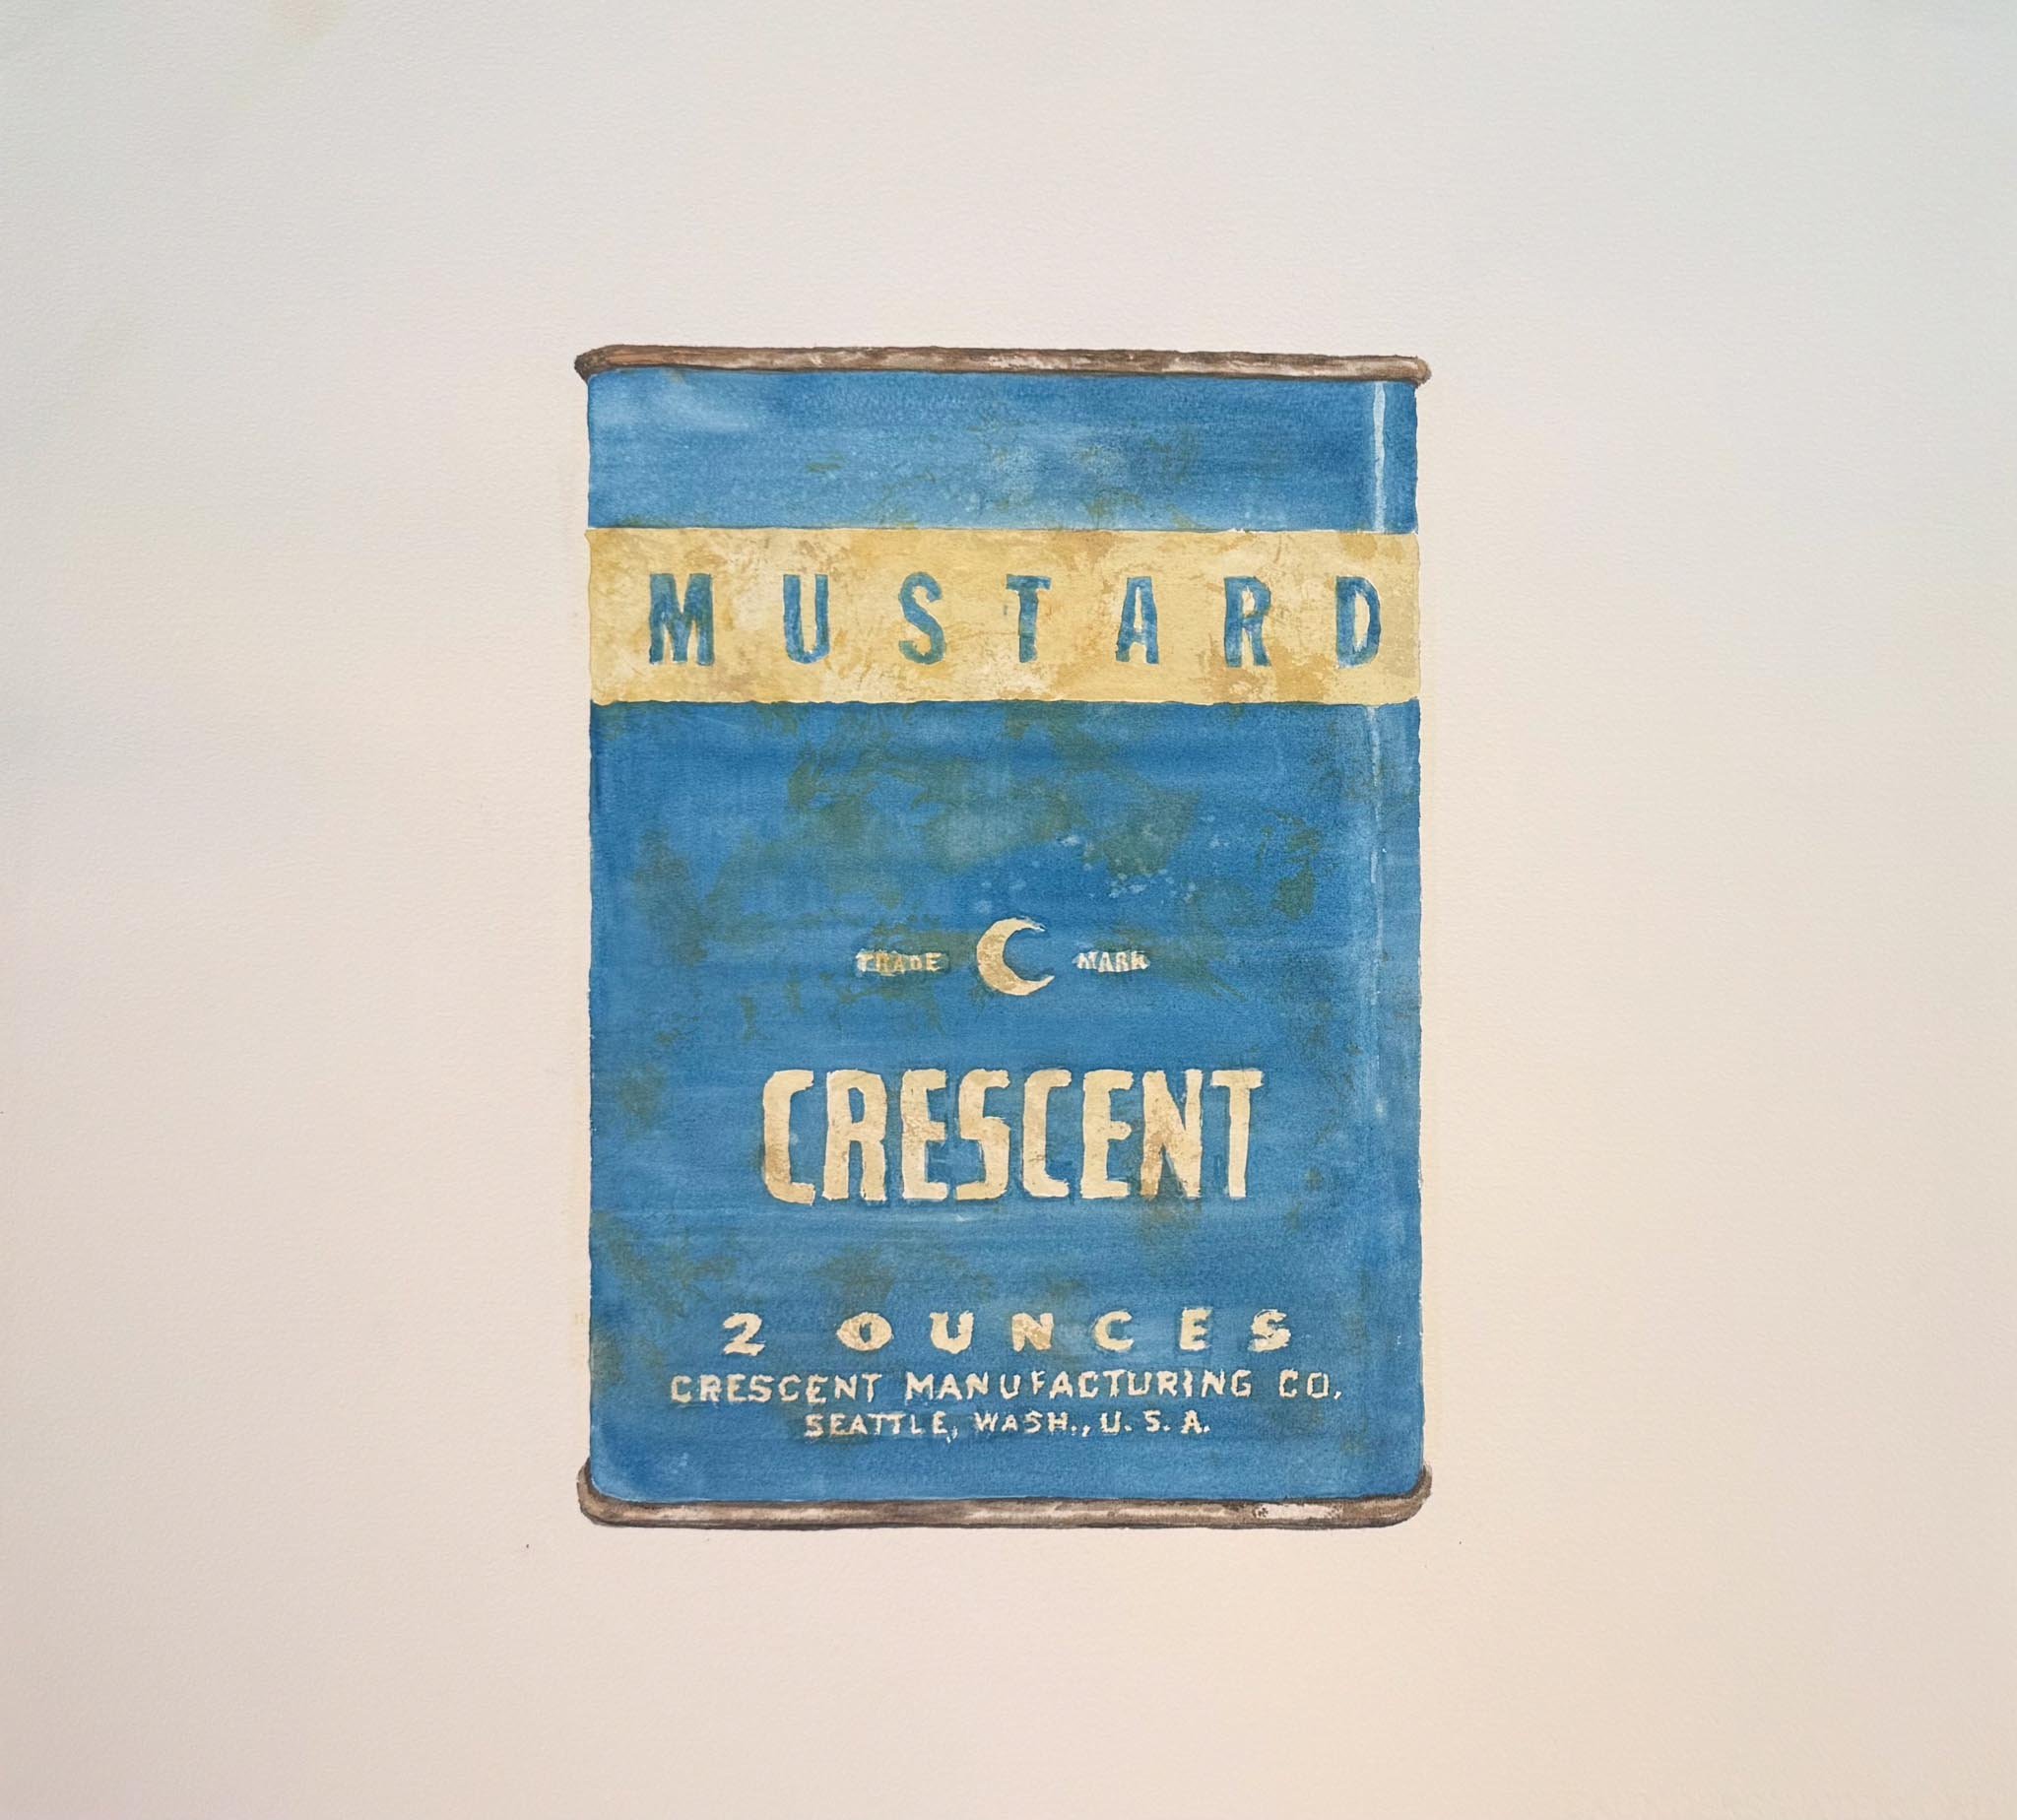 MUSTARD
TRADE MARK
CRESCENT
2 OUNCES
CRESCENT MANUFACTURING CO.
SEATTLE, WASH., U. S. A.